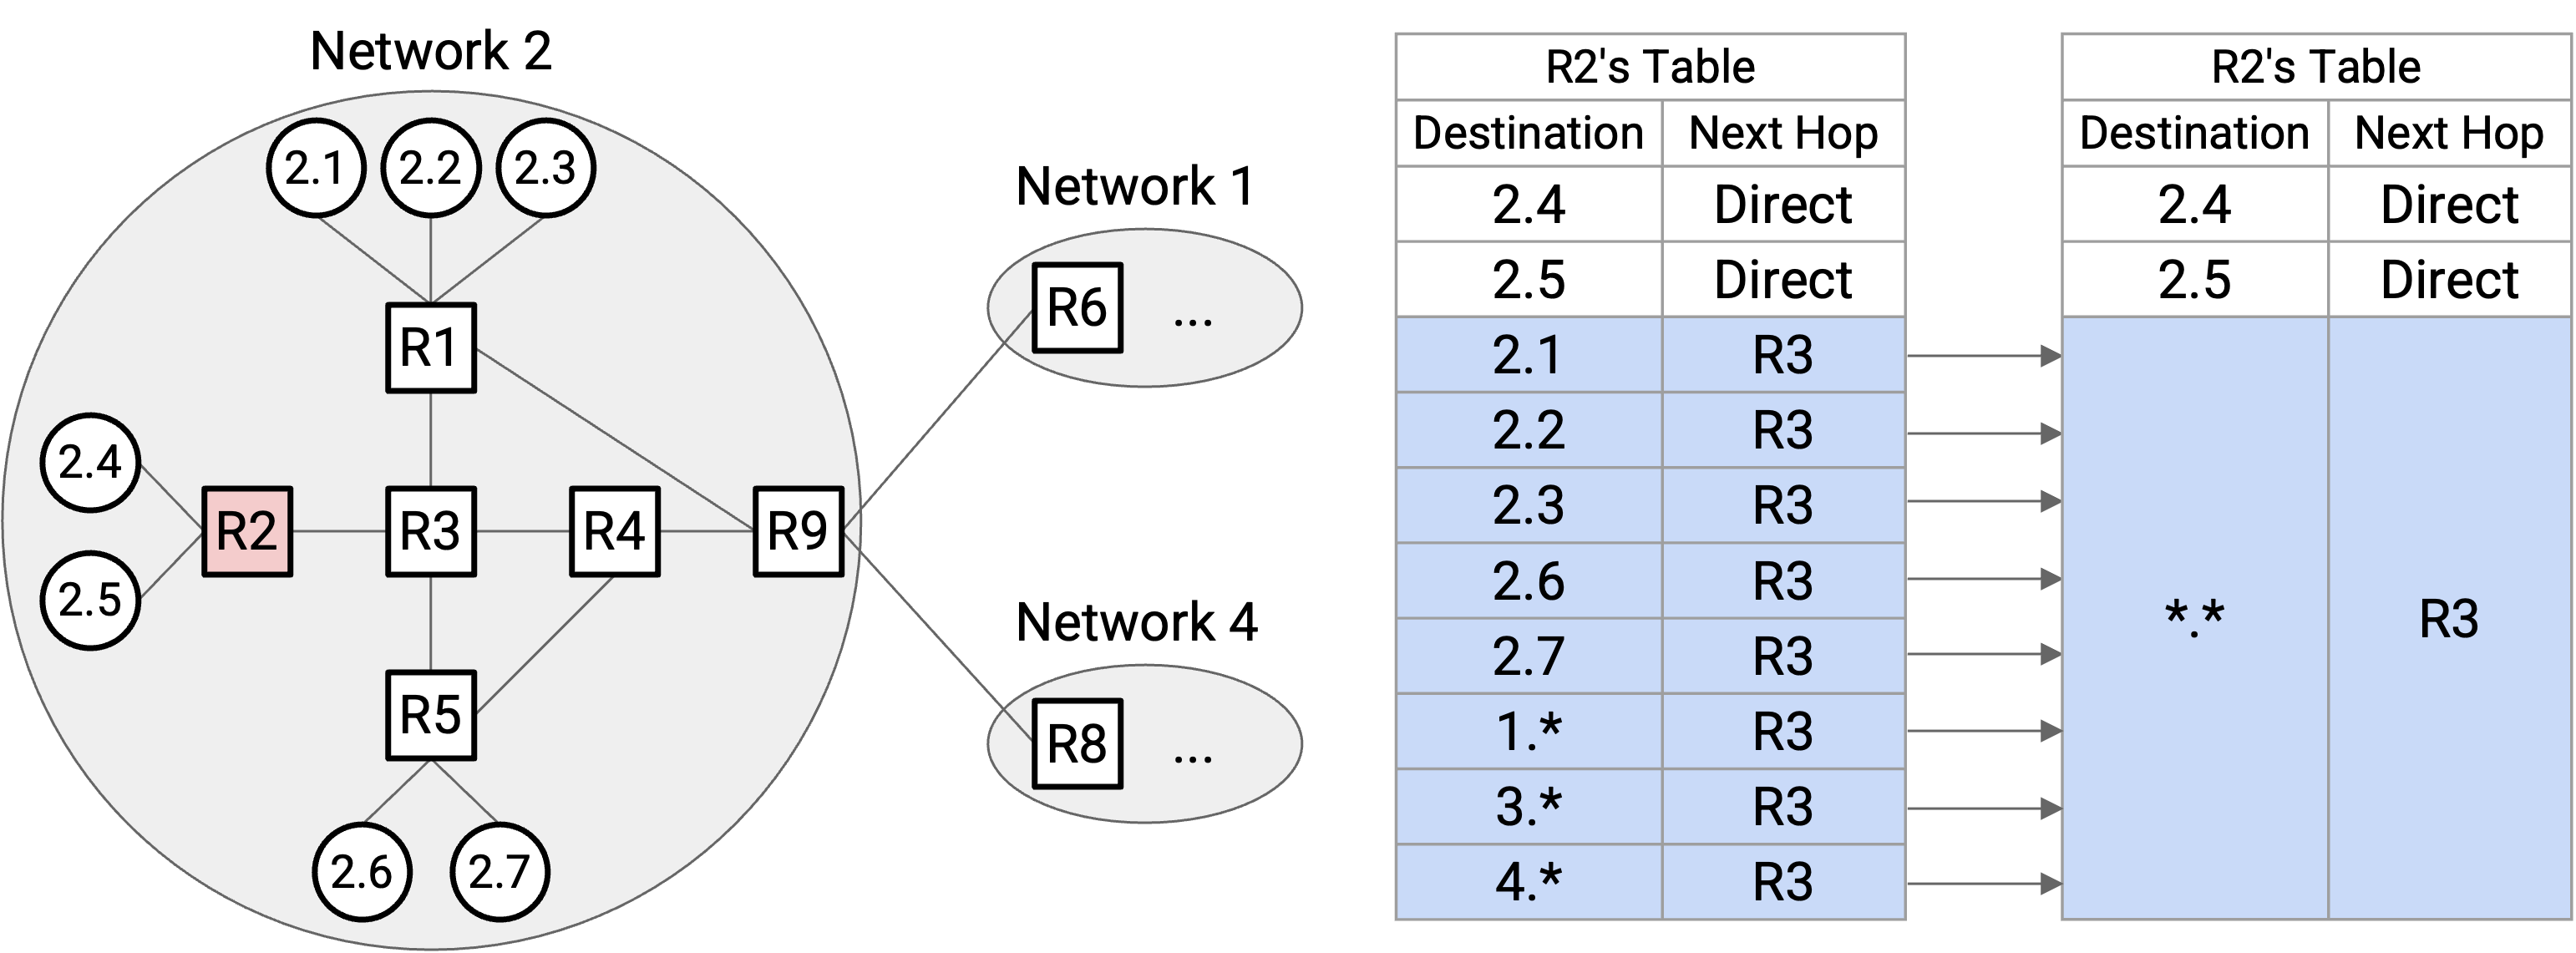 Network 2
2.1 2.2 2.3
R1
2.4
2.5
R2 R3 R4 R9
R5
2.6 2.7
Network 1
R6 ...
Network 4
R8 ...
R2's Table
Destination Next Hop
2.4 Direct
2.5 Direct
2.1 R3
2.2 R3
2.3 R3
2.6 R3
2.7 R3
1.* R3
3.* R3
4.* R3
R2's Table
Destination Next Hop
2.4 Direct
2.5 Direct
*.* R3